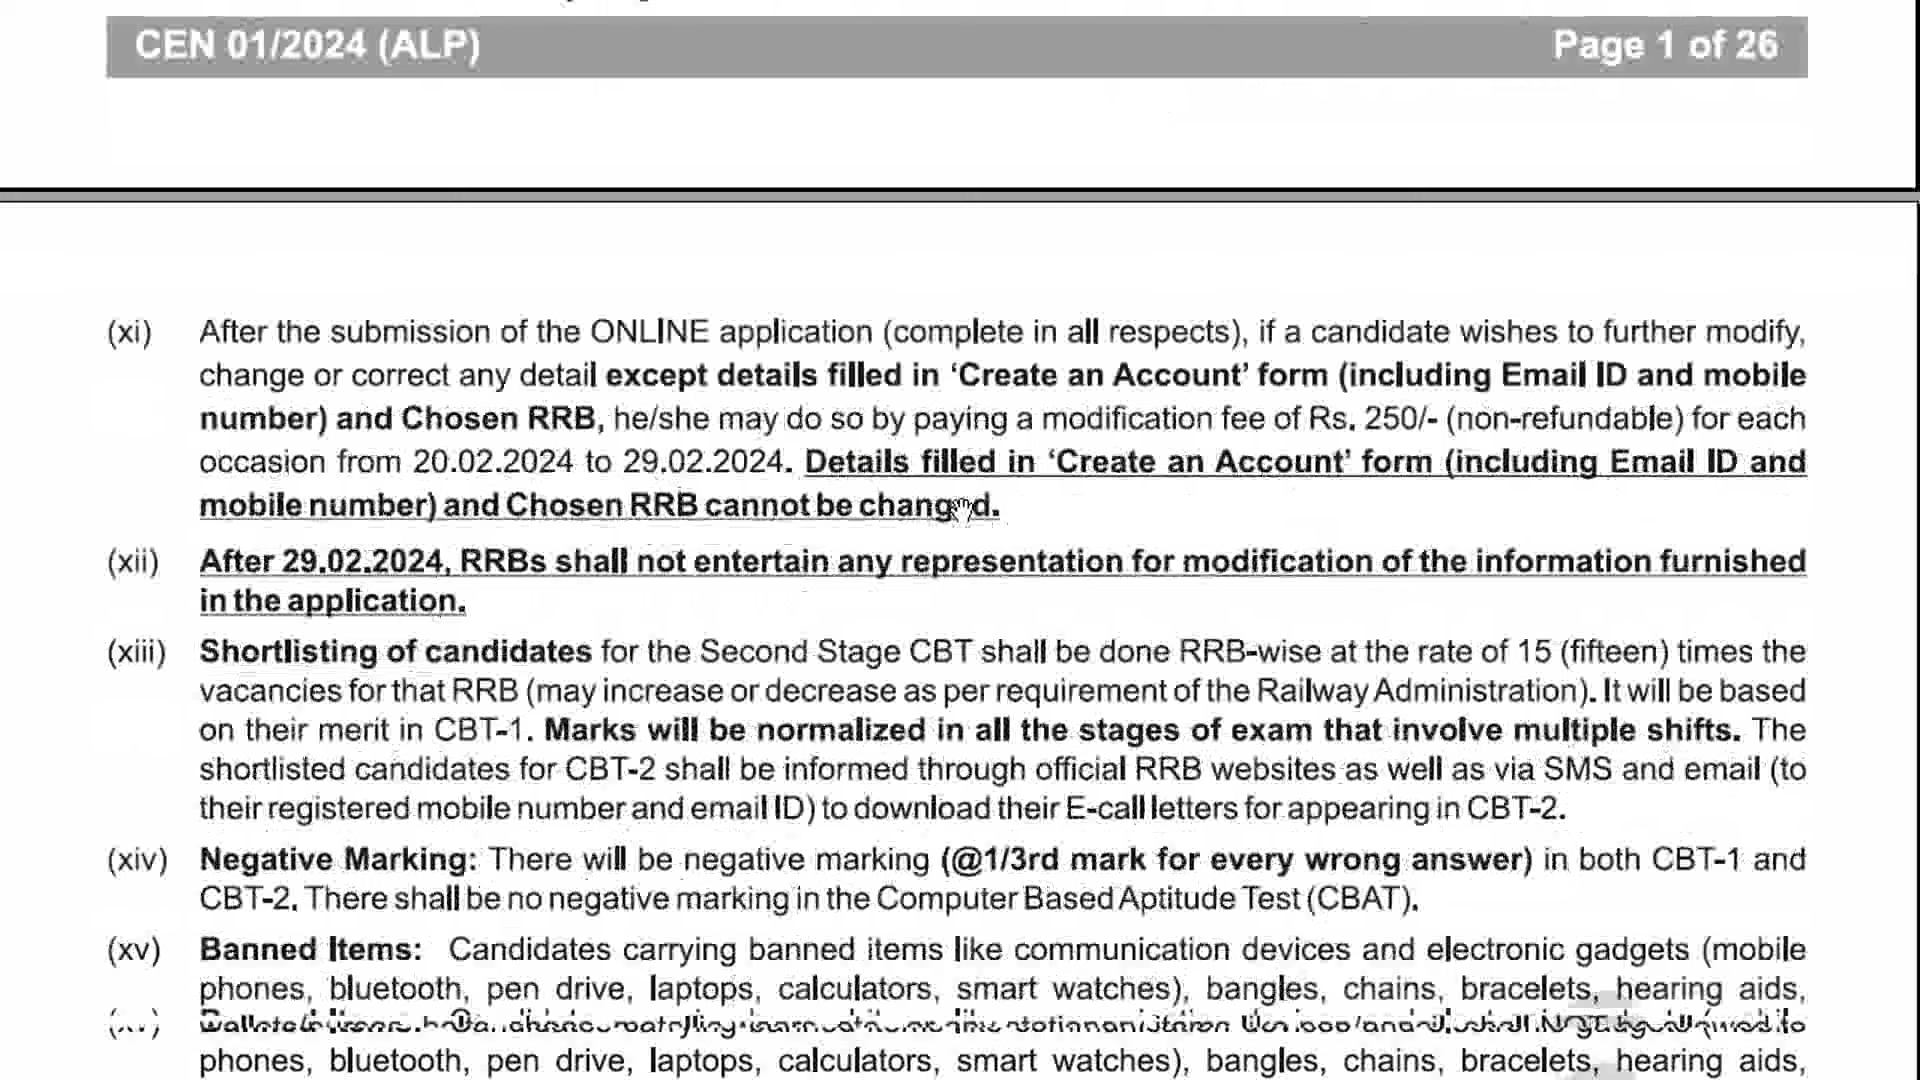 CEN 01/2024 (ALP) Page 1 of 26
(xi) After the submission of the ONLINE application (complete in all respects), if a candidate wishes to further modify,
change or correct any detail except details filled in ‘Create an Account’ form (including Email ID and mobile
number) and Chosen RRB, he/she may do so by paying a modification fee of Rs. 250/- (non-refundable) for each
occasion from 20.02.2024 to 29.02.2024. Details filled in ‘Create an Account’ form (including Email ID and
mobile number) and Chosen RRB cannot be changed.
(xii) After 29.02.2024, RRBs shall not entertain any representation for modification of the information furnished
in the application.
(xiii) Shortlisting of candidates for the Second Stage CBT shall be done RRB-wise at the rate of 15 (fifteen) times the
vacancies for that RRB (may increase or decrease as per requirement of the Railway Administration). It will be based
on their merit in CBT-1. Marks will be normalized in all the stages of exam that involve multiple shifts. The
shortlisted candidates for CBT-2 shall be informed through official RRB websites as well as via SMS and email (to
their registered mobile number and email ID) to download their E-call letters for appearing in CBT-2.
(xiv) Negative Marking: There will be negative marking (@1/3rd mark for every wrong answer) in both CBT-1 and
CBT-2. There shall be no negative marking in the Computer Based Aptitude Test (CBAT).
(xv) Banned Items: Candidates carrying banned items like communication devices and electronic gadgets (mobile
phones, bluetooth, pen drive, laptops, calculators, smart watches), bangles, chains, bracelets, hearing aids,
phones, bluetooth, pen drive, laptops, calculators, smart watches), bangles, chains, bracelets, hearing aids,